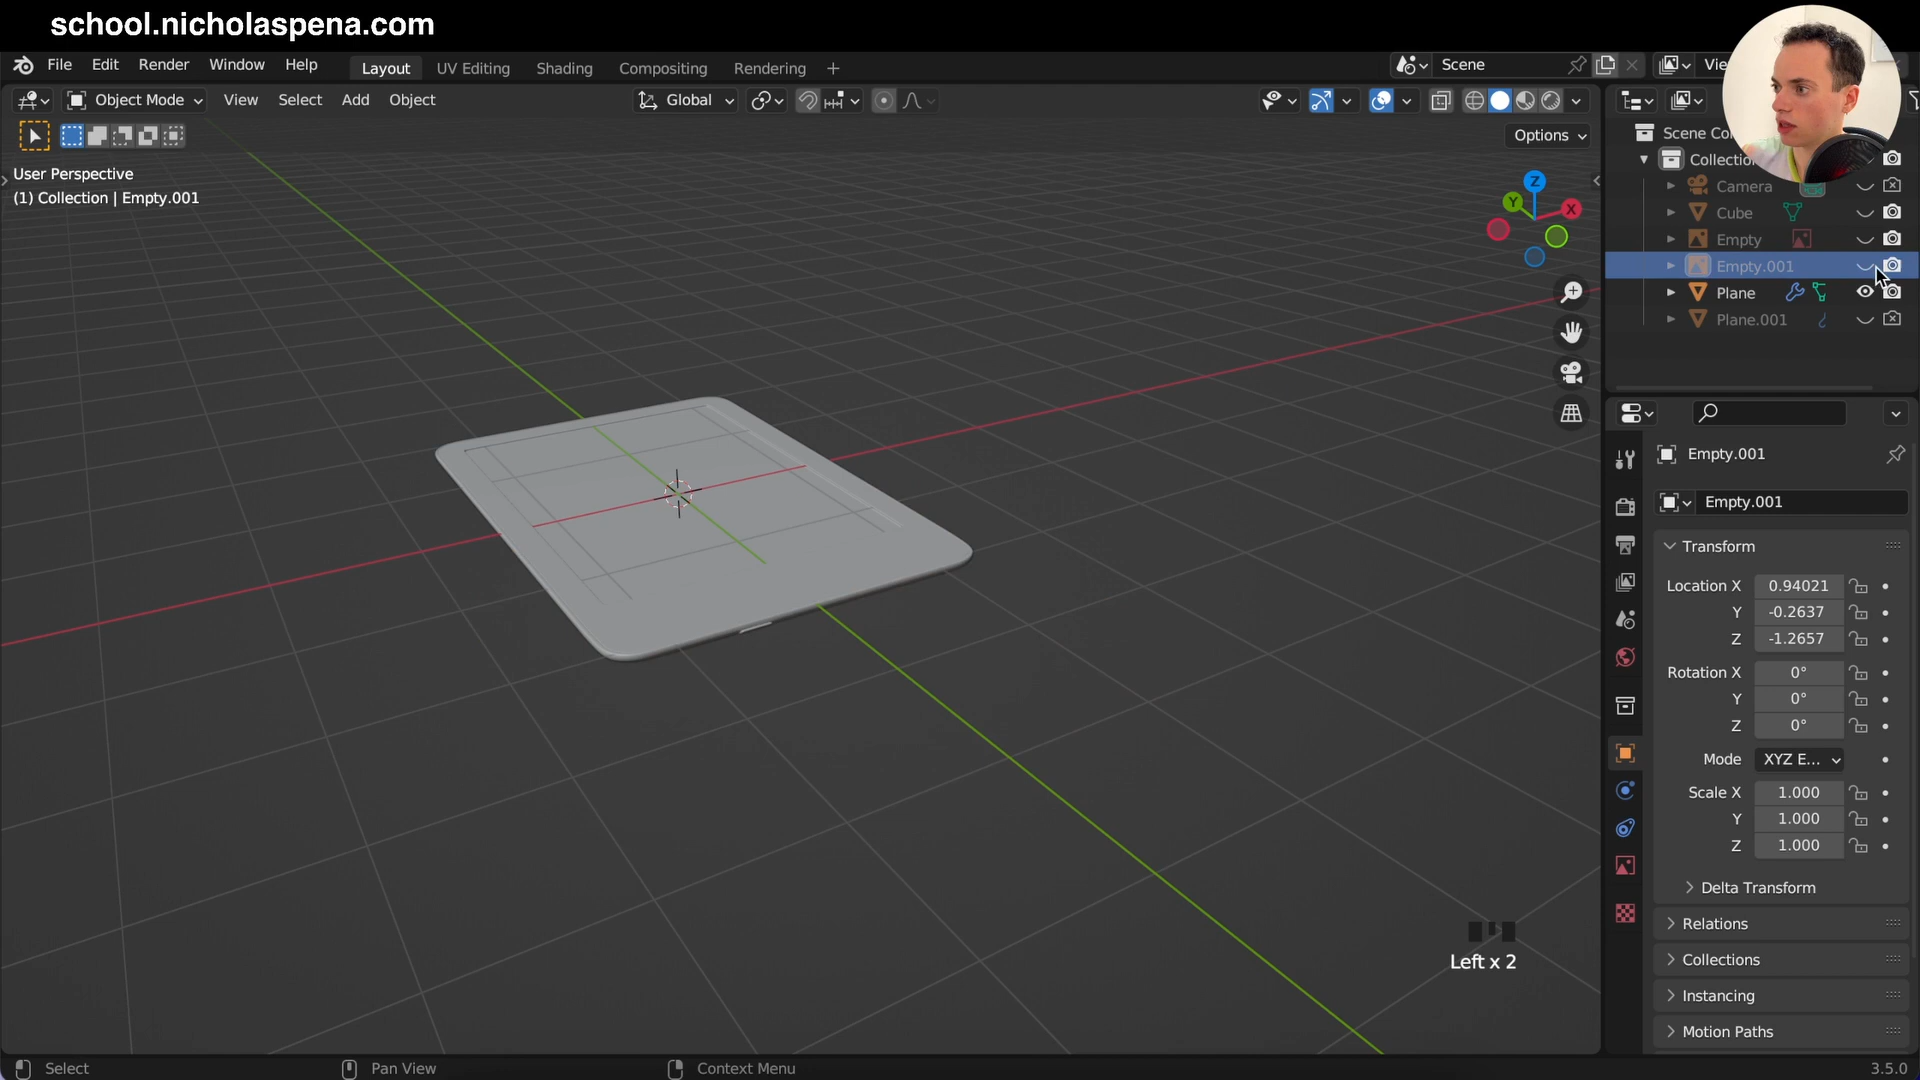 school.nicholaspena.com
File Edit Render Window Help Layout UV Editing Shading Compositing Rendering + Scene
Object Mode View Select Add Object Global
Options
User Perspective
(1) Collection | Empty.001
Z
Y
X
Camera
Cube
Empty
Empty.001
Plane
Plane.001
Empty.001
Empty.001
Transform
Location X 0.94021
Y -0.2637
Z -1.2657
Rotation X 0°
Y 0°
Z 0°
Mode XYZ E...
Scale X 1.000
Y 1.000
Z 1.000
Delta Transform
Relations
Collections
Instancing
Motion Paths
Left x 2
Select Pan View Context Menu 3.5.0